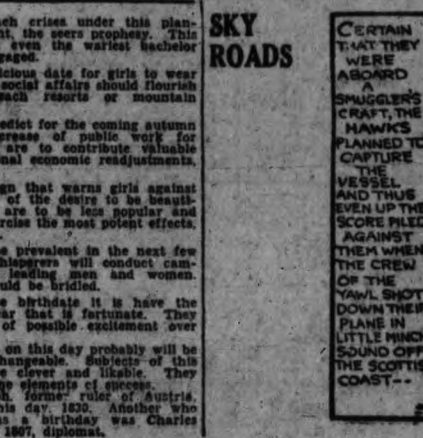 ach crises under this plan-
nt, the seers prophesy. This
even the wariest bachelor
gaged.
icious date for girls to wear
social affairs should flourish
each resorts or mountain
edict for the coming autumn
crease of public work for
are to contribute valuable
nal economic readjustments.
gn that warns girls against
of the desire to be beauti-
are to be less popular and
rcise the most potent effects.
e prevalent in the next few
hisperers will conduct cam-
leading men and women.
uld be bridled.
e birthdate it is have the
ar that is fortunate. They
of possible excitement over
on this day probably will be
hangeable. Subjects of this
e clever and likable. They
he elements of success.
h, former ruler of Austria,
his day, 1830. Another who
s a birthday was Charles
1807, diplomat.
SKY
ROADS
CERTAIN
THAT THEY
WERE
ABOARD
A
SMUGGLER'S
CRAFT, THE
HAWKS
PLANNED TO
CAPTURE
THE
VESSEL
AND THUS
EVEN UP THE
SCORE PILED
AGAINST
THEM WHEN
THE CREW
OF THE
YAWL SHOT
DOWN THEIR
PLANE IN
LITTLE MINCH
SOUND OFF
THE SCOTTIS
COAST--